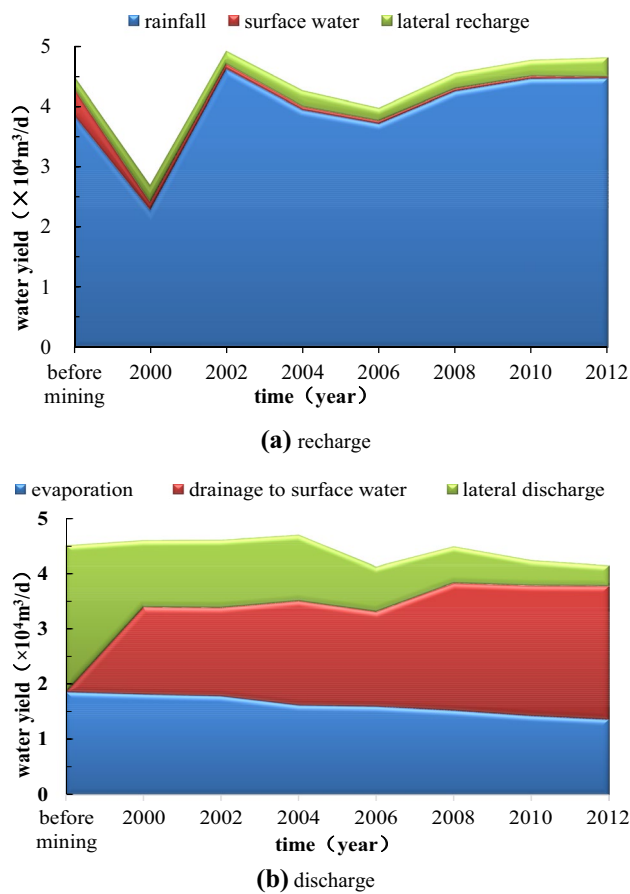 rainfall surface water lateral recharge
5
4
3
2
1
0
water yield（×10⁴m³/d）
before mining 2000 2002 2004 2006 2008 2010 2012
time（year）
(a) recharge
evaporation drainage to surface water lateral discharge
5
4
3
2
1
0
water yield（×10⁴m³/d）
before mining 2000 2002 2004 2006 2008 2010 2012
time（year）
(b) discharge